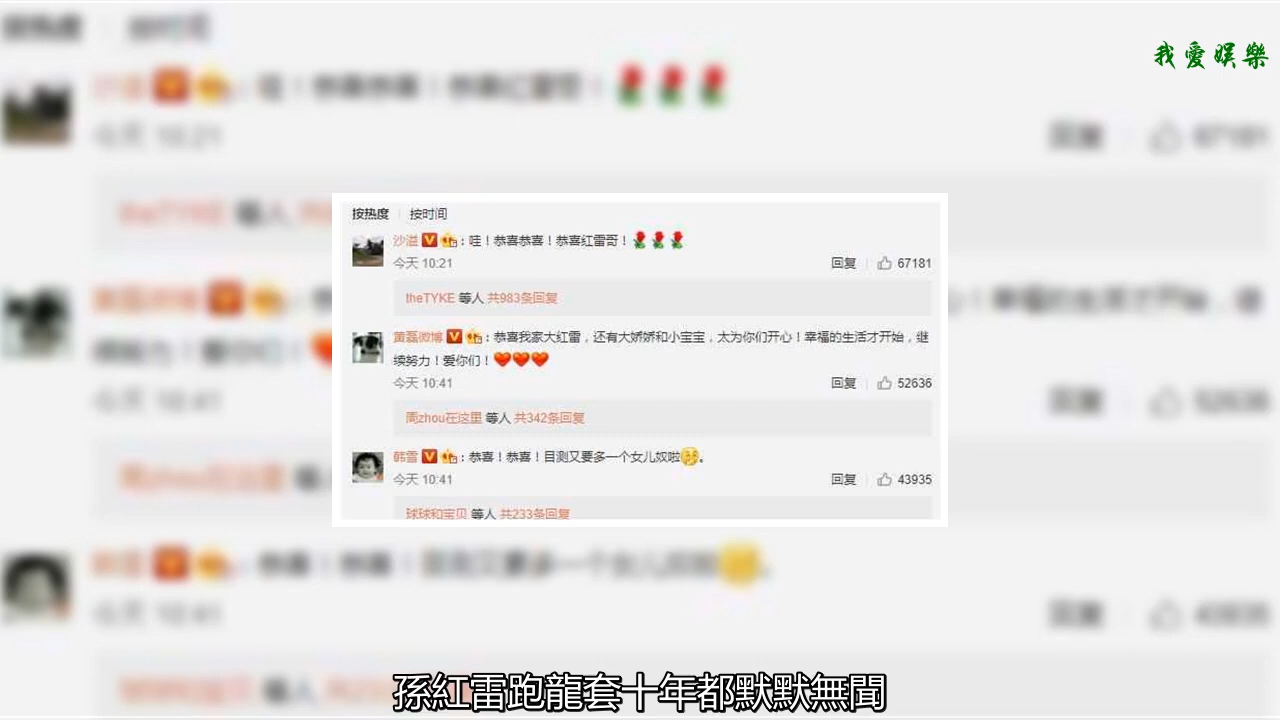 我愛娛樂
按热度 按时间
沙溢：哇！恭喜恭喜！恭喜红雷哥！
今天 10:21 回复 67181
theTYKE 等人 共983条回复
黄磊微博：恭喜我家大红雷，还有大娇娇和小宝宝，太为你们开心！幸福的生活才开始，继
续努力！爱你们！
今天 10:41 回复 52636
周zhou在这里 等人 共342条回复
韩雪：恭喜！恭喜！目测又要多一个女儿奴啦。
今天 10:41 回复 43935
球球和宝贝 等人 共233条回复
孫紅雷跑龍套十年都默默無聞